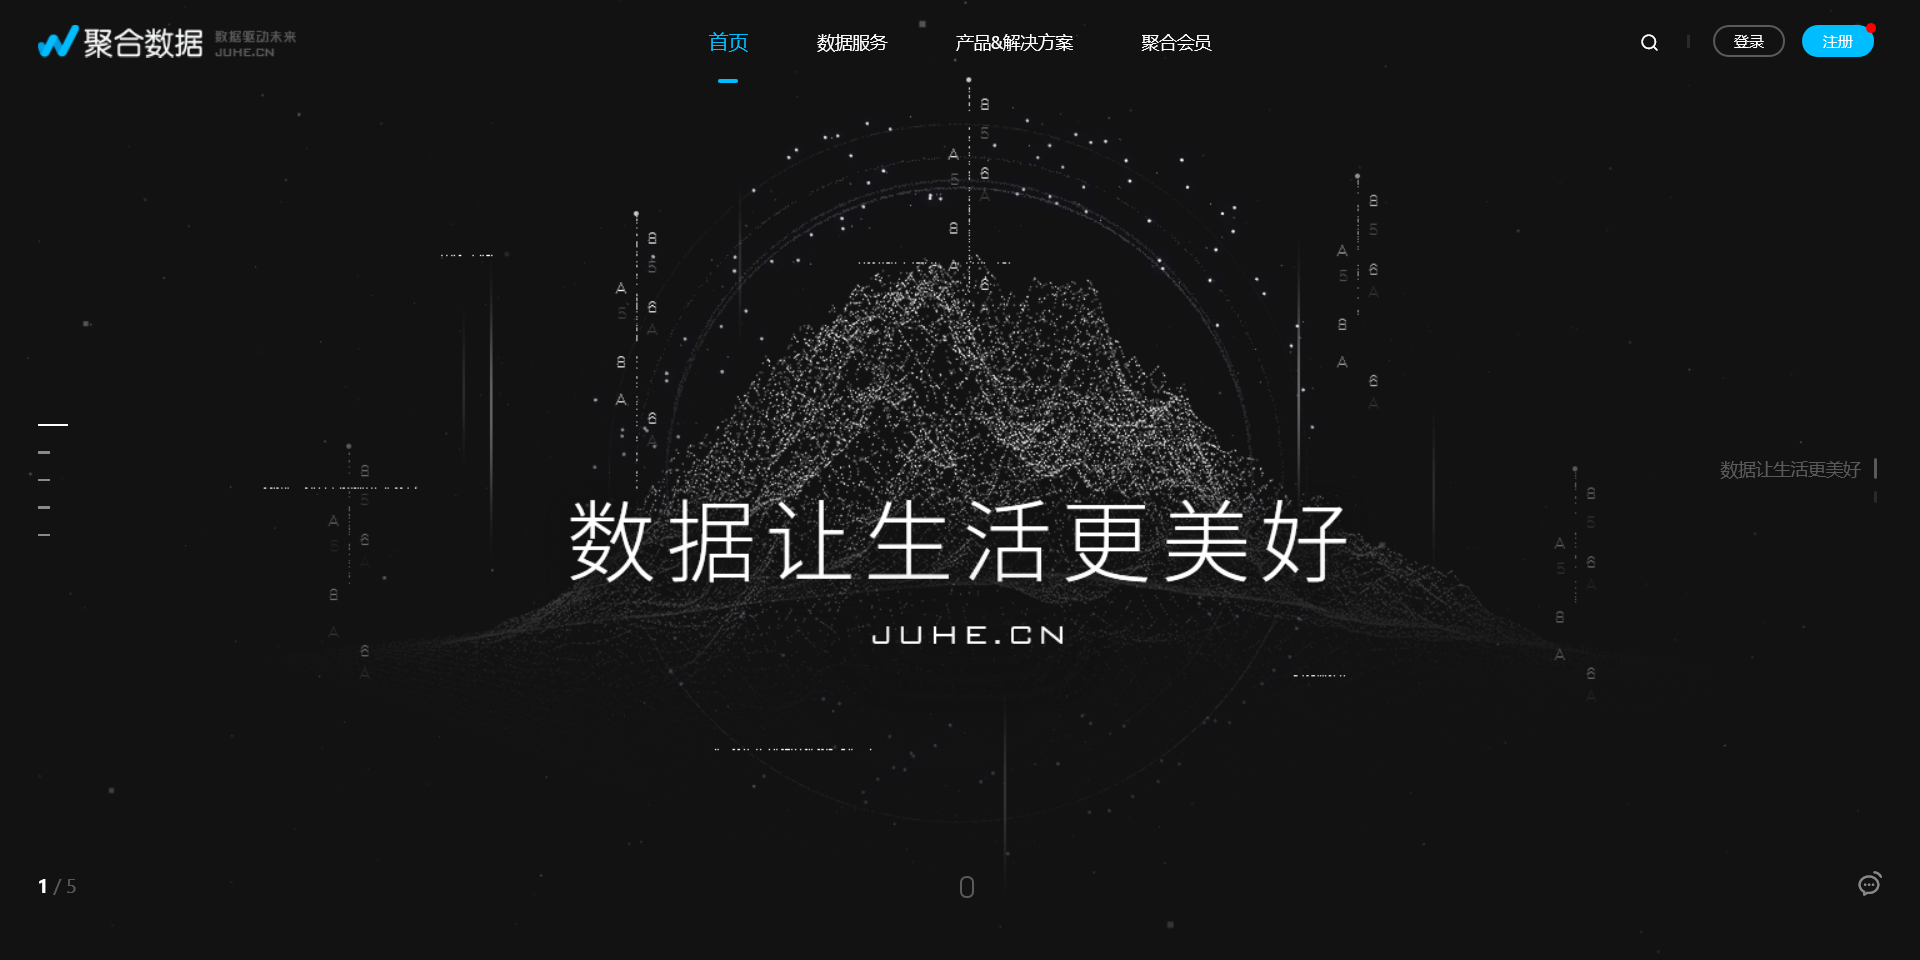 聚合数据
数据驱动未来
JUHE.CN
首页
数据服务
产品&解决方案
聚合会员
登录
注册
数据让生活更美好
数据让生活更美好
JUHE.CN
1 / 5